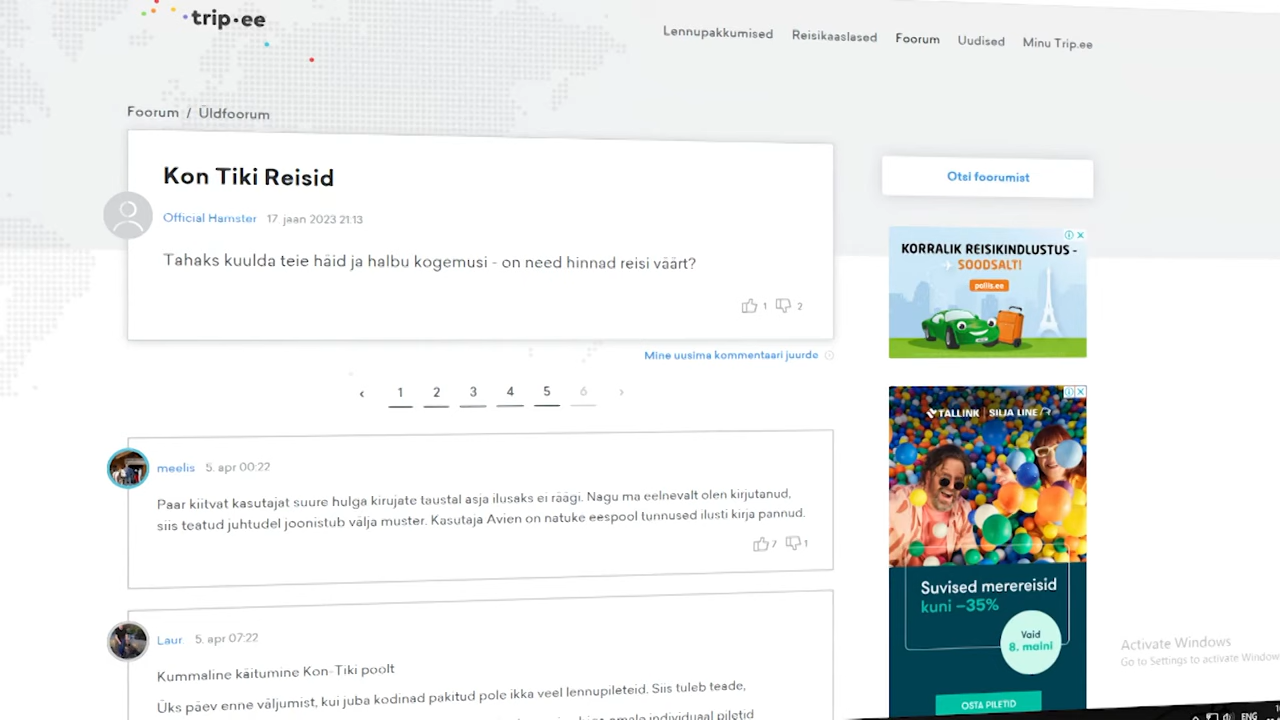 trip.ee
Lennupakkumised Reisikaaslased Foorum Uudised Minu Trip.ee
Foorum / Üldfoorum
Kon Tiki Reisid
Official Hamster 17 jaan 2023 21:13
Tahaks kuulda teie häid ja halbu kogemusi - on need hinnad reisi väärt?
1 2
Mine uusima kommentaari juurde
‹ 1 2 3 4 5 6 ›
meelis 5. apr 00:22
Paar kiitvat kasutajat suure hulga kirujate taustal asja ilusaks ei räägi. Nagu ma eelnevalt olen kirjutanud,
siis teatud juhtudel joonistub välja muster. Kasutaja Avien on natuke eespool tunnused ilusti kirja pannud.
7 1
Laur 5. apr 07:22
Kummaline käitumine Kon-Tiki poolt
Üks päev enne väljumist, kui juba kodinad pakitud pole ikka veel lennupileteid. Siis tuleb teade,
omale individuaal piletid
Otsi foorumist
KORRALIK REISIKINDLUSTUS -
SOODSALT!
poliis.ee
TALLINK | SILJA LINE
Suvised merereisid
kuni –35%
Vaid
8. maini
OSTA PILETID
Activate Windows
Go to Settings to activate Window
ENG